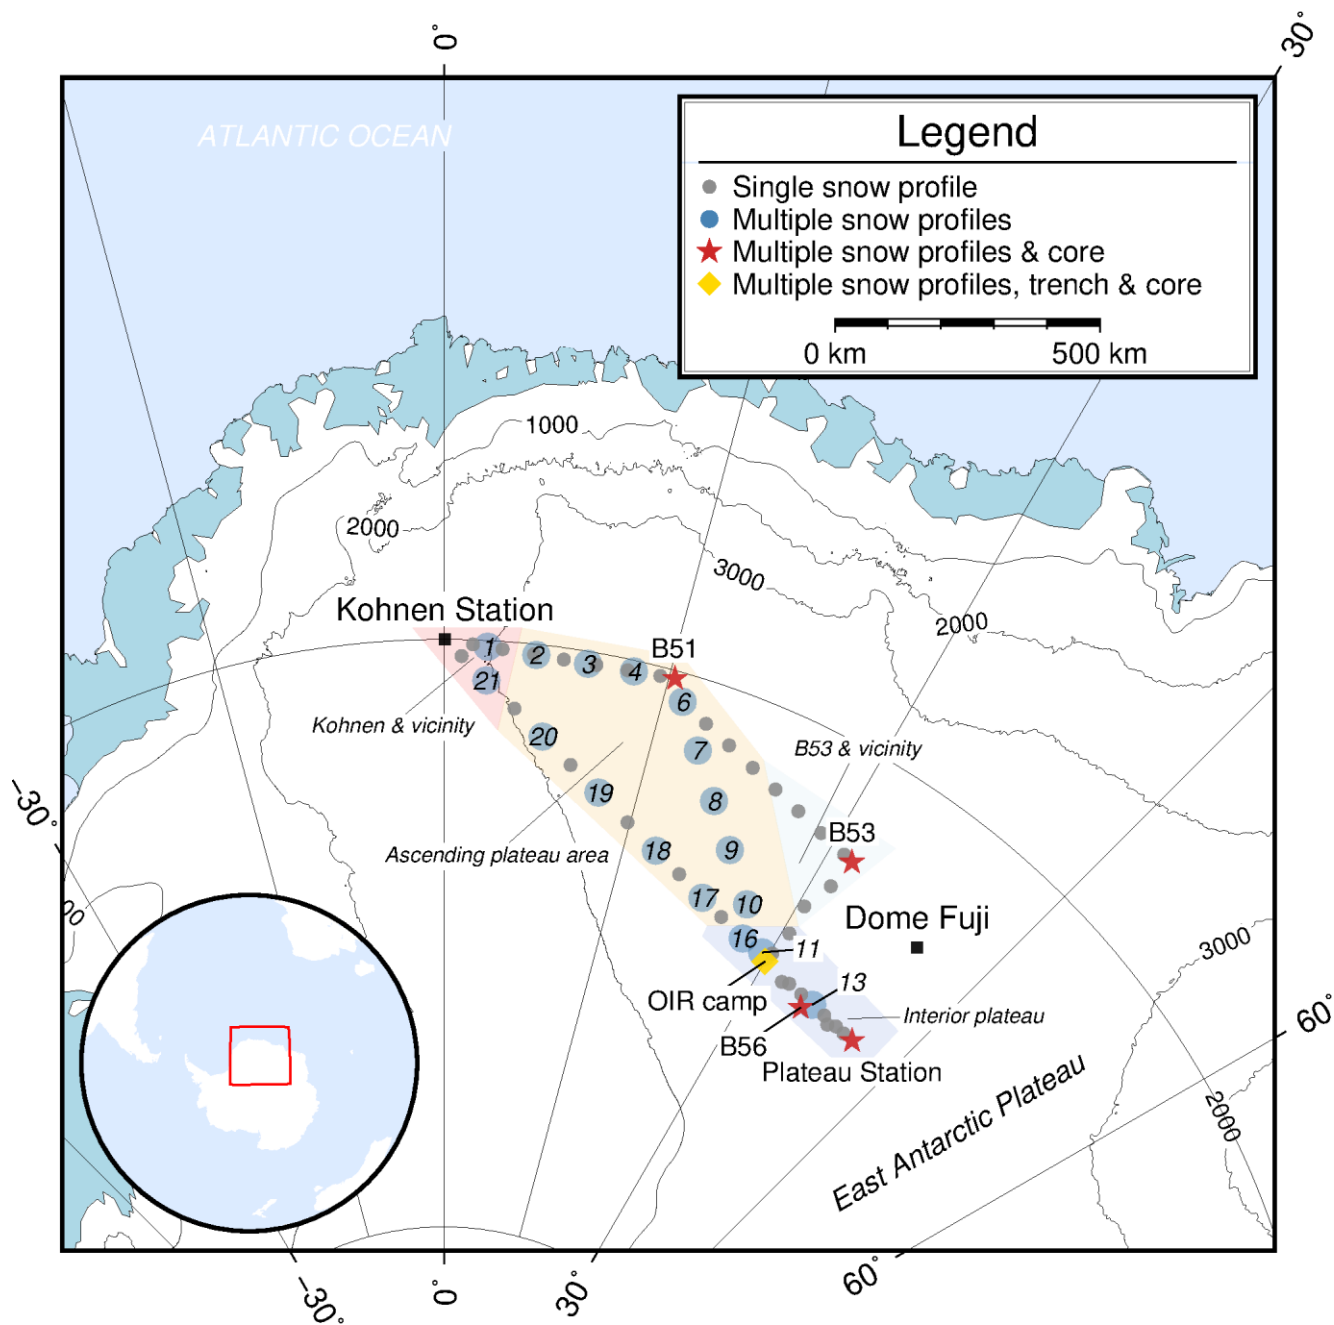 0°
30°
ATLANTIC OCEAN
Legend
Single snow profile
Multiple snow profiles
Multiple snow profiles & core
Multiple snow profiles, trench & core
0 km
500 km
1000
2000
3000
2000
Kohnen Station
B51
1
2
3
4
21
6
Kohnen & vicinity
20
7
B53 & vicinity
19
8
B53
Ascending plateau area
18
9
17
10
Dome Fuji
16
11
3000
OIR camp
13
B56
Interior plateau
Plateau Station
East Antarctic Plateau
2000
-30°
00
60°
-30°
0°
30°
60°